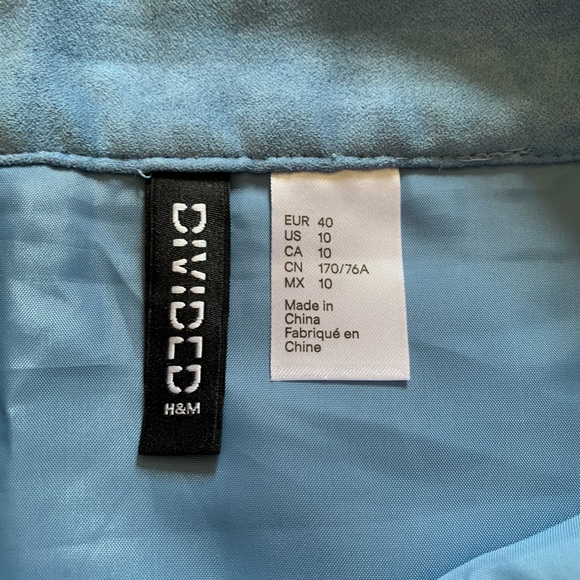 DIVIDED
H&M
EUR 40
US 10
CA 10
CN 170/76A
MX 10
Made in
China
Fabriqué en
Chine